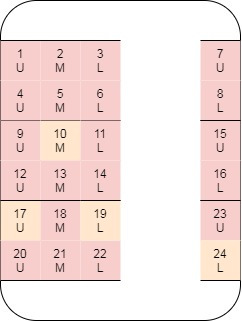 1 2 3 7
U M L U
4 5 6 8
U M L L
9 10 11 15
U M L U
12 13 14 16
U M L L
17 18 19 23
U M L U
20 21 22 24
U M L L